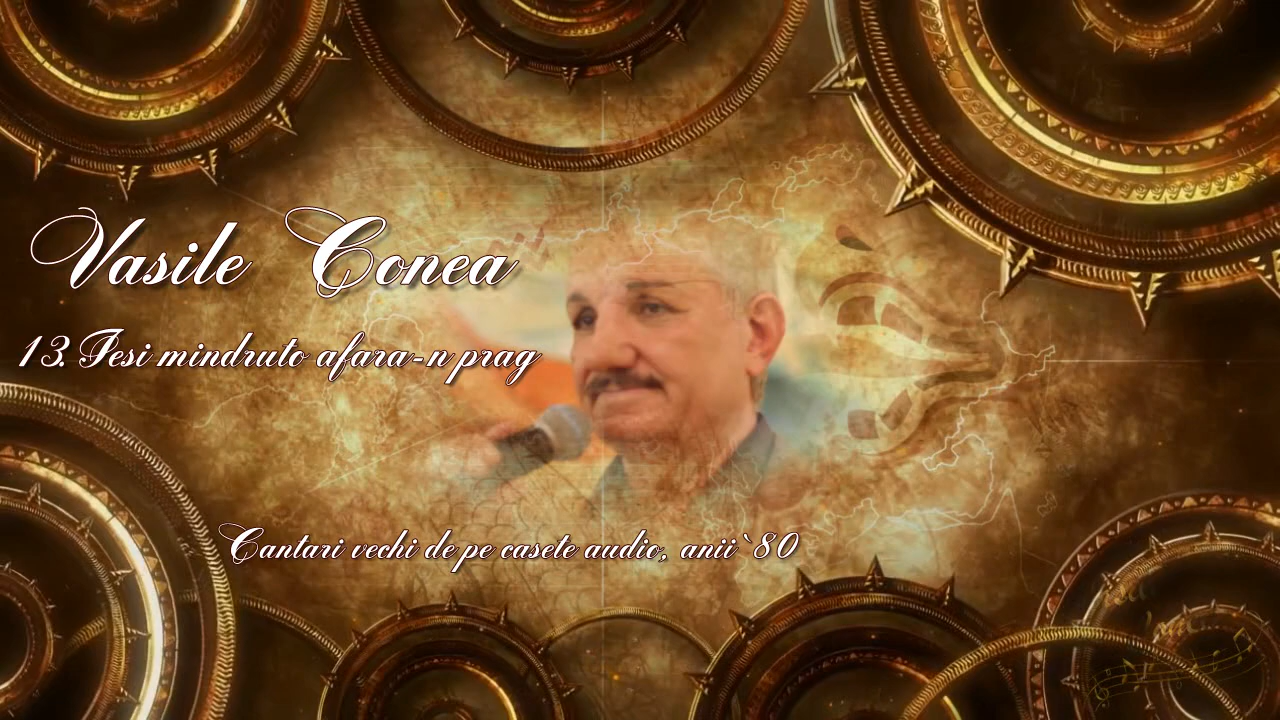 Vasile Conea
13. Iesi mindruto afara-n prag
Cantari vechi de pe casete audio, anii`80